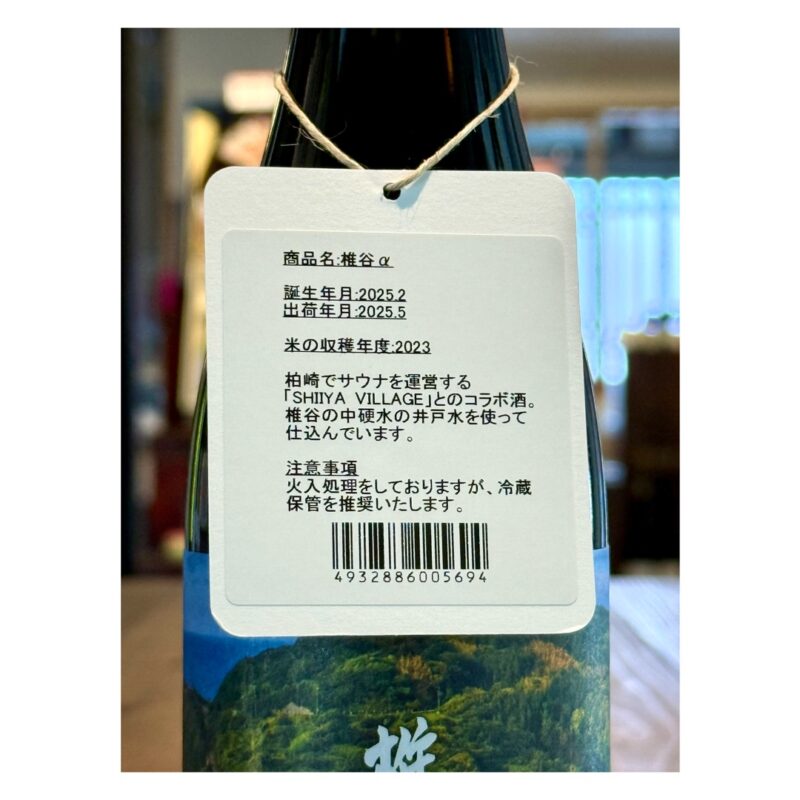 商品名:椎谷α
誕生年月:2025.2
出荷年月:2025.5
米の収穫年度:2023
柏崎でサウナを運営する
「SHIIYA VILLAGE」とのコラボ酒。
椎谷の中硬水の井戸水を使って
仕込んでいます。
注意事項
火入処理をしておりますが、冷蔵
保管を推奨いたします。
4932886005694